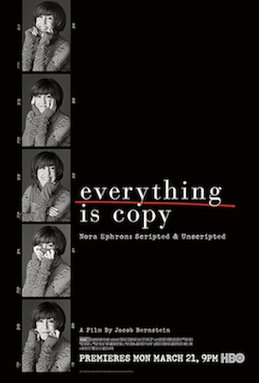 everything
is copy
Nora Ephron: Scripted & Unscripted
A Film By Jacob Bernstein
PREMIERES MON MARCH 21, 9PM HBO